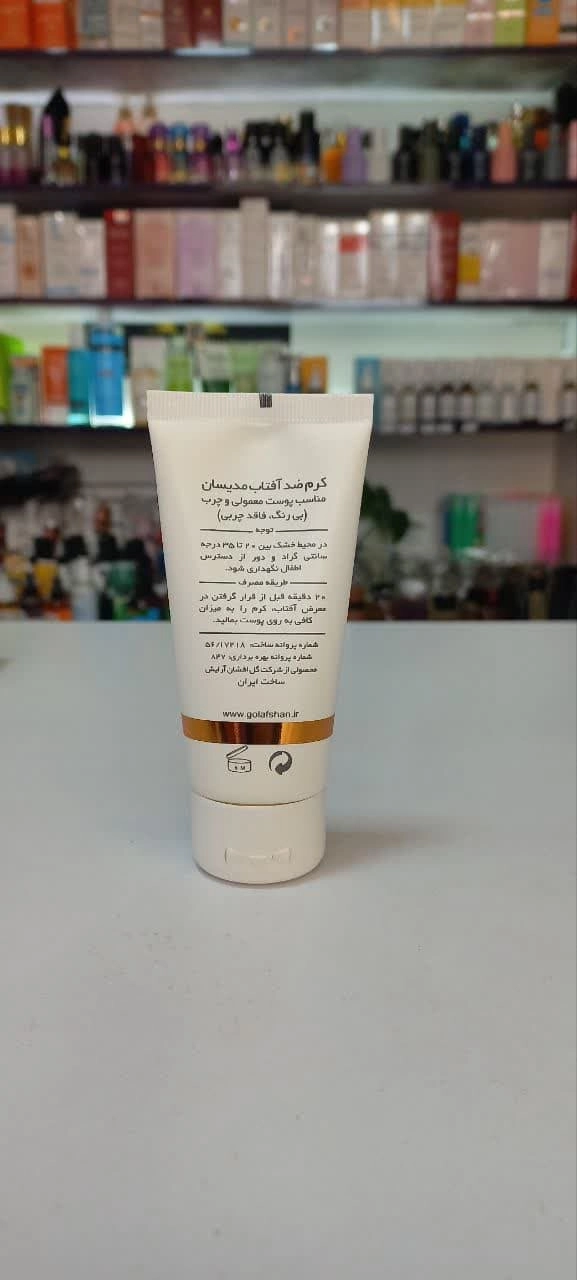 کرم ضد آفتاب مدیسان
مناسب پوست معمولی و چرب
(بی رنگ، فاقد چربی)
توجه
در محیط خشک بین ۲۰ تا ۳۵ درجه
سانتی گراد و دور از دسترس
اطفال نگهداری شود.
طریقه مصرف
۲۰ دقیقه قبل از قرار گرفتن در
معرض آفتاب، کرم را به میزان
کافی به روی پوست بمالید.
شماره پروانه ساخت: ۵۶/۱۷۲۱۸
شماره پروانه بهره برداری: ۸۴۷
محصولی از شرکت گل افشان آرایش
ساخت ایران
www.golafshan.ir